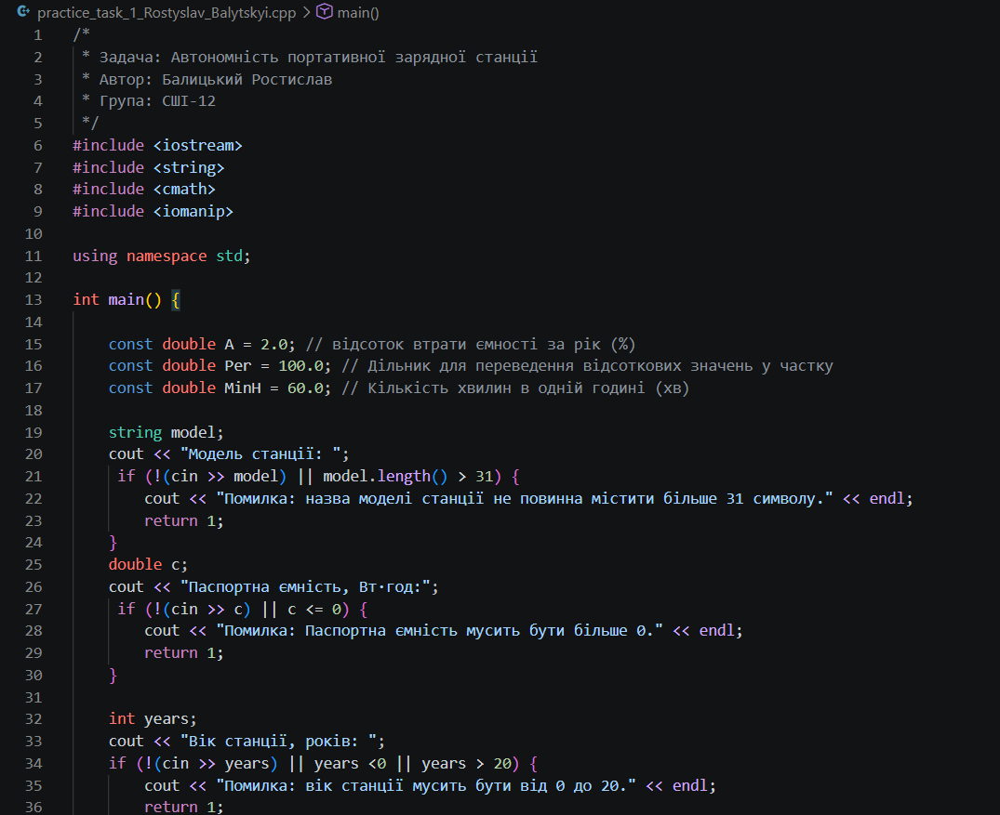 practice_task_1_Rostyslav_Balytskyi.cpp > main()
1 /*
2  * Задача: Автономність портативної зарядної станції
3  * Автор: Балицький Ростислав
4  * Група: СШІ-12
5  */
6 #include <iostream>
7 #include <string>
8 #include <cmath>
9 #include <iomanip>
10
11 using namespace std;
12
13 int main() {
14
15     const double A = 2.0; // відсоток втрати ємності за рік (%)
16     const double Per = 100.0; // Дільник для переведення відсоткових значень у частку
17     const double MinH = 60.0; // Кількість хвилин в одній годині (хв)
18
19     string model;
20     cout << "Модель станції: ";
21      if (!(cin >> model) || model.length() > 31) {
22         cout << "Помилка: назва моделі станції не повинна містити більше 31 символу." << endl;
23         return 1;
24     }
25     double c;
26     cout << "Паспортна ємність, Вт·год:";
27      if (!(cin >> c) || c <= 0) {
28         cout << "Помилка: Паспортна ємність мусить бути більше 0." << endl;
29         return 1;
30     }
31
32     int years;
33     cout << "Вік станції, років: ";
34     if (!(cin >> years) || years <0 || years > 20) {
35         cout << "Помилка: вік станції мусить бути від 0 до 20." << endl;
36         return 1;